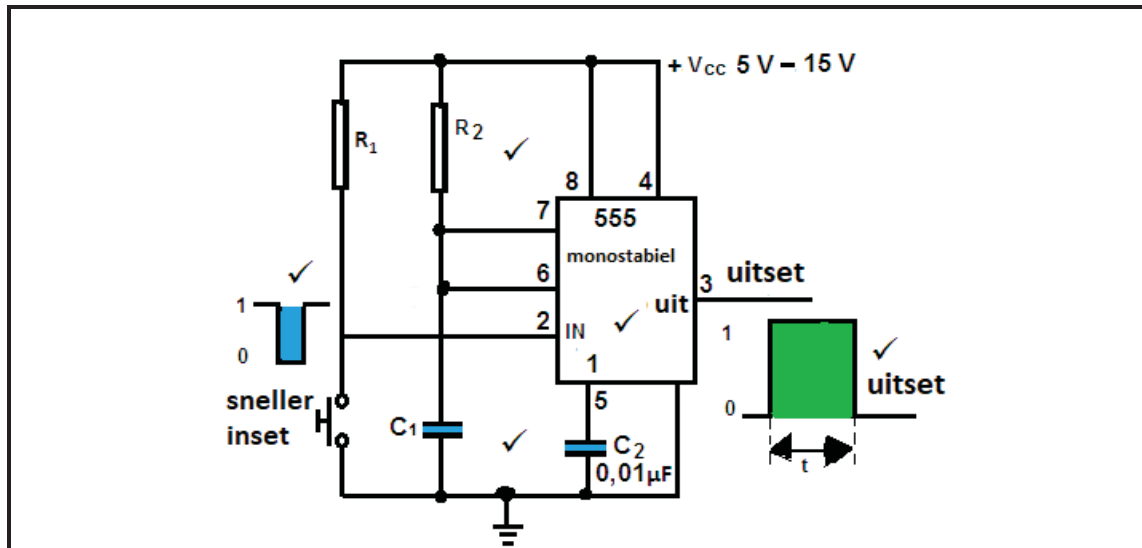 + Vcc 5 V – 15 V
R1
R2
✓
8 4
7
555
monostabiel
6
3 uitset
uit
✓
1
0
2 IN
✓
1
1
0
✓
uitset
t
sneller
inset
5
C1
✓
C2
0,01µF